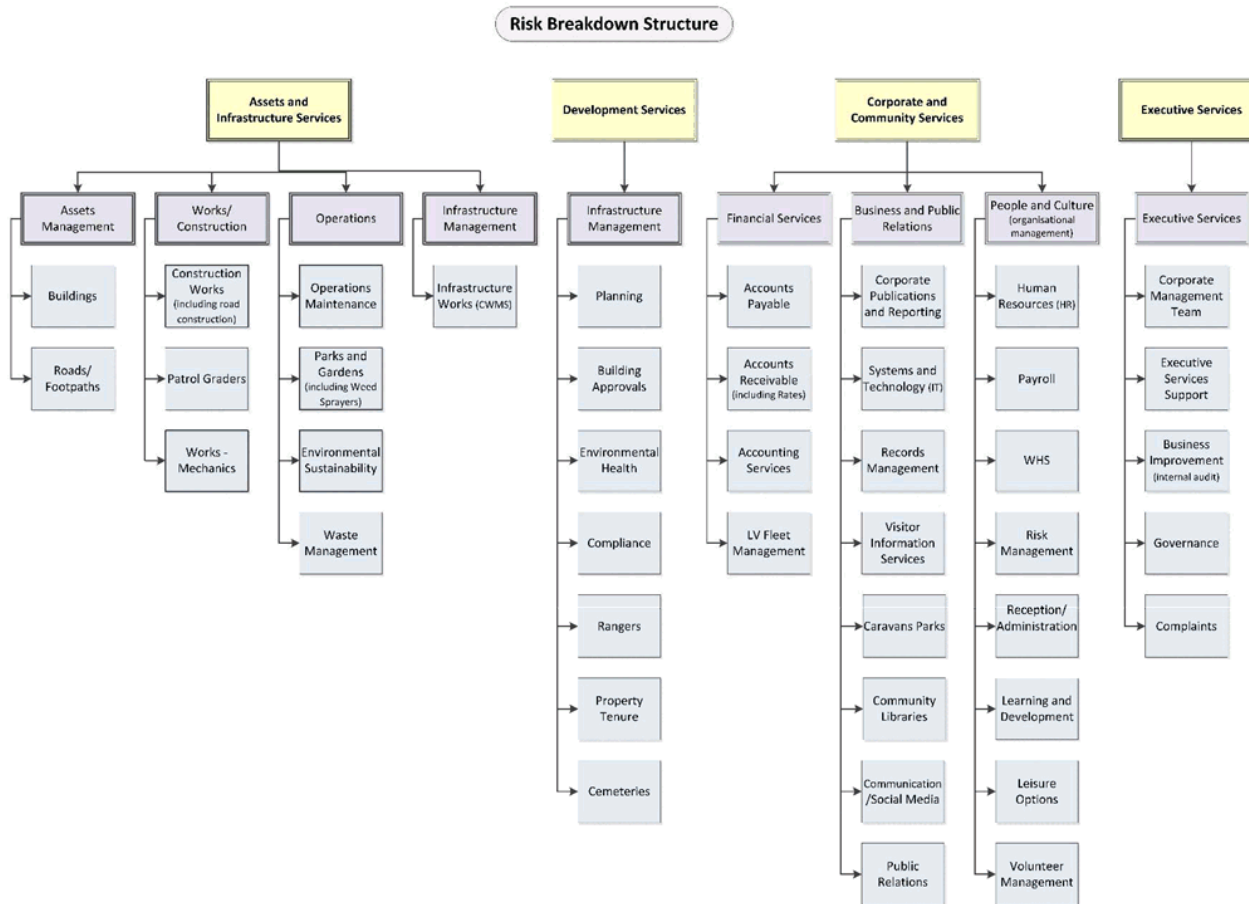 Risk Breakdown Structure
Assets and
Infrastructure Services
Development Services
Corporate and
Community Services
Executive Services
Assets
Management
Works/
Construction
Operations
Infrastructure
Management
Infrastructure
Management
Financial Services
Business and Public
Relations
People and Culture
(organisational
management)
Executive Services
Buildings
Roads/
Footpaths
Construction
Works
(including road
construction)
Patrol Graders
Works -
Mechanics
Operations
Maintenance
Parks and
Gardens
(including Weed
Sprayers)
Environmental
Sustainability
Waste
Management
Infrastructure
Works (CWMS)
Planning
Building
Approvals
Environmental
Health
Compliance
Rangers
Property
Tenure
Cemeteries
Accounts
Payable
Accounts
Receivable
(including Rates)
Accounting
Services
LV Fleet
Management
Corporate
Publications
and Reporting
Systems and
Technology (IT)
Records
Management
Visitor
Information
Services
Caravans Parks
Community
Libraries
Communication
/Social Media
Public
Relations
Human
Resources (HR)
Payroll
WHS
Risk
Management
Reception/
Administration
Learning and
Development
Leisure
Options
Volunteer
Management
Corporate
Management
Team
Executive
Services
Support
Business
Improvement
(internal audit)
Governance
Complaints